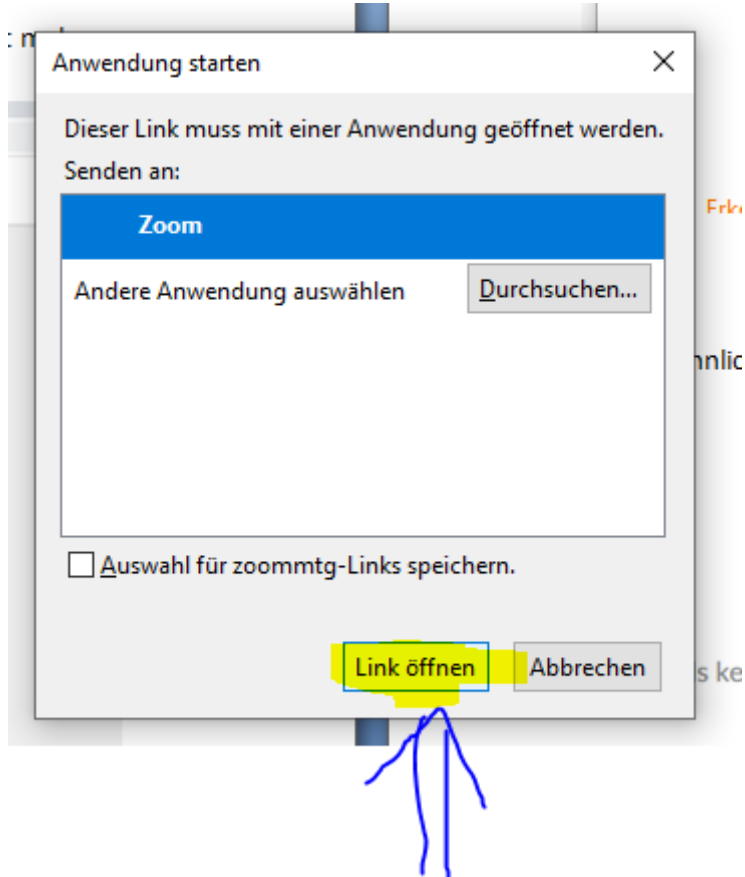 Anwendung starten
Dieser Link muss mit einer Anwendung geöffnet werden.
Senden an:
Zoom
Andere Anwendung auswählen Durchsuchen...
Auswahl für zoommtg-Links speichern.
Link öffnen Abbrechen